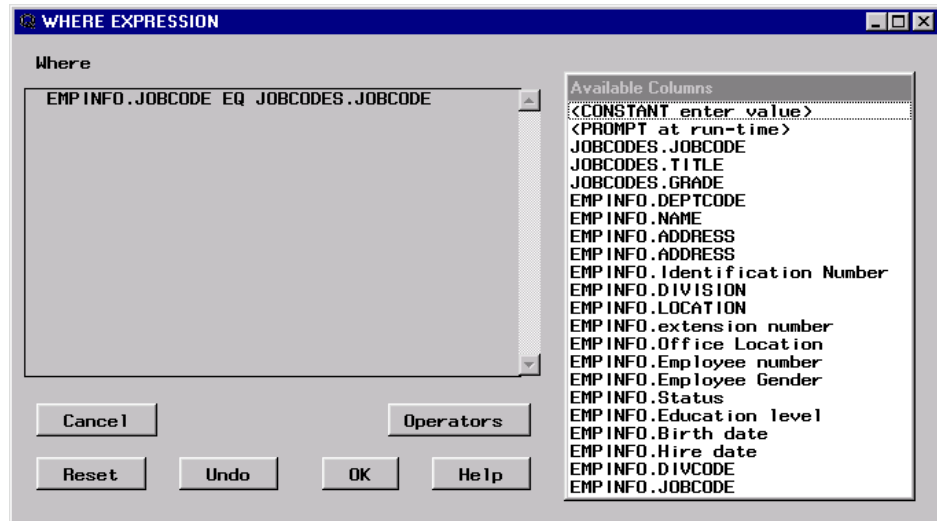 WHERE EXPRESSION
Where
EMPINFO.JOBCODE EQ JOBCODES.JOBCODE
Cancel
Operators
Reset
Undo
OK
Help
Available Columns
<CONSTANT enter value>
<PROMPT at run-time>
JOBCODES.JOBCODE
JOBCODES.TITLE
JOBCODES.GRADE
EMPINFO.DEPTCODE
EMPINFO.NAME
EMPINFO.ADDRESS
EMPINFO.ADDRESS
EMPINFO.Identification Number
EMPINFO.DIVISION
EMPINFO.LOCATION
EMPINFO.extension number
EMPINFO.Office Location
EMPINFO.Employee number
EMPINFO.Employee Gender
EMPINFO.Status
EMPINFO.Education level
EMPINFO.Birth date
EMPINFO.Hire date
EMPINFO.DIVCODE
EMPINFO.JOBCODE